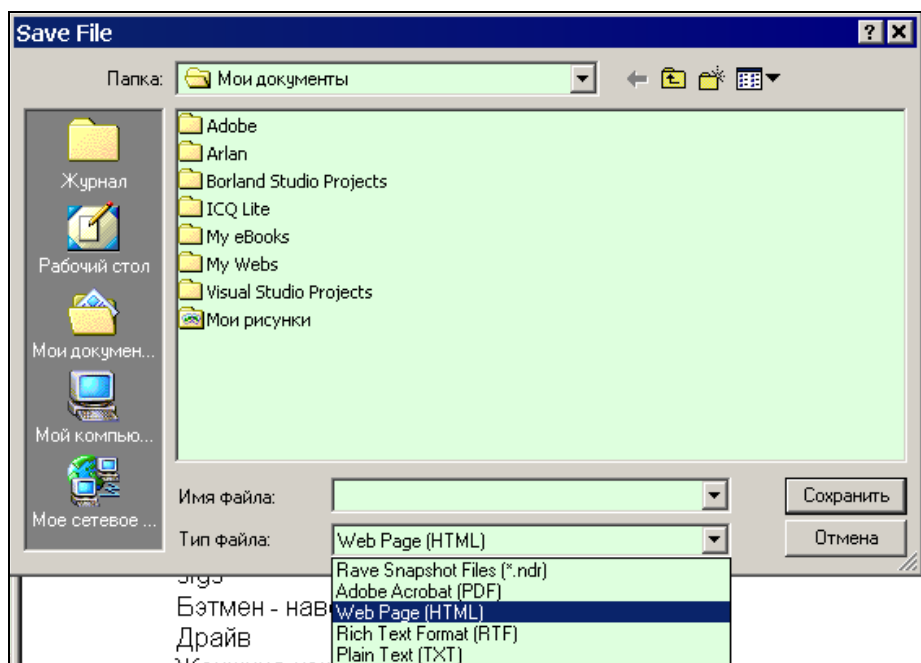 Save File
Папка: Мои документы
Adobe
Arlan
Borland Studio Projects
ICQ Lite
My eBooks
My Webs
Visual Studio Projects
Мои рисунки
Журнал
Рабочий стол
Мои докумен...
Мой компью...
Мое сетевое ...
Имя файла:
Сохранить
Тип файла: Web Page (HTML)
Отмена
Rave Snapshot Files (*.ndr)
Adobe Acrobat (PDF)
Web Page (HTML)
Rich Text Format (RTF)
Plain Text (TXT)
Бэтмен - нав
Драйв